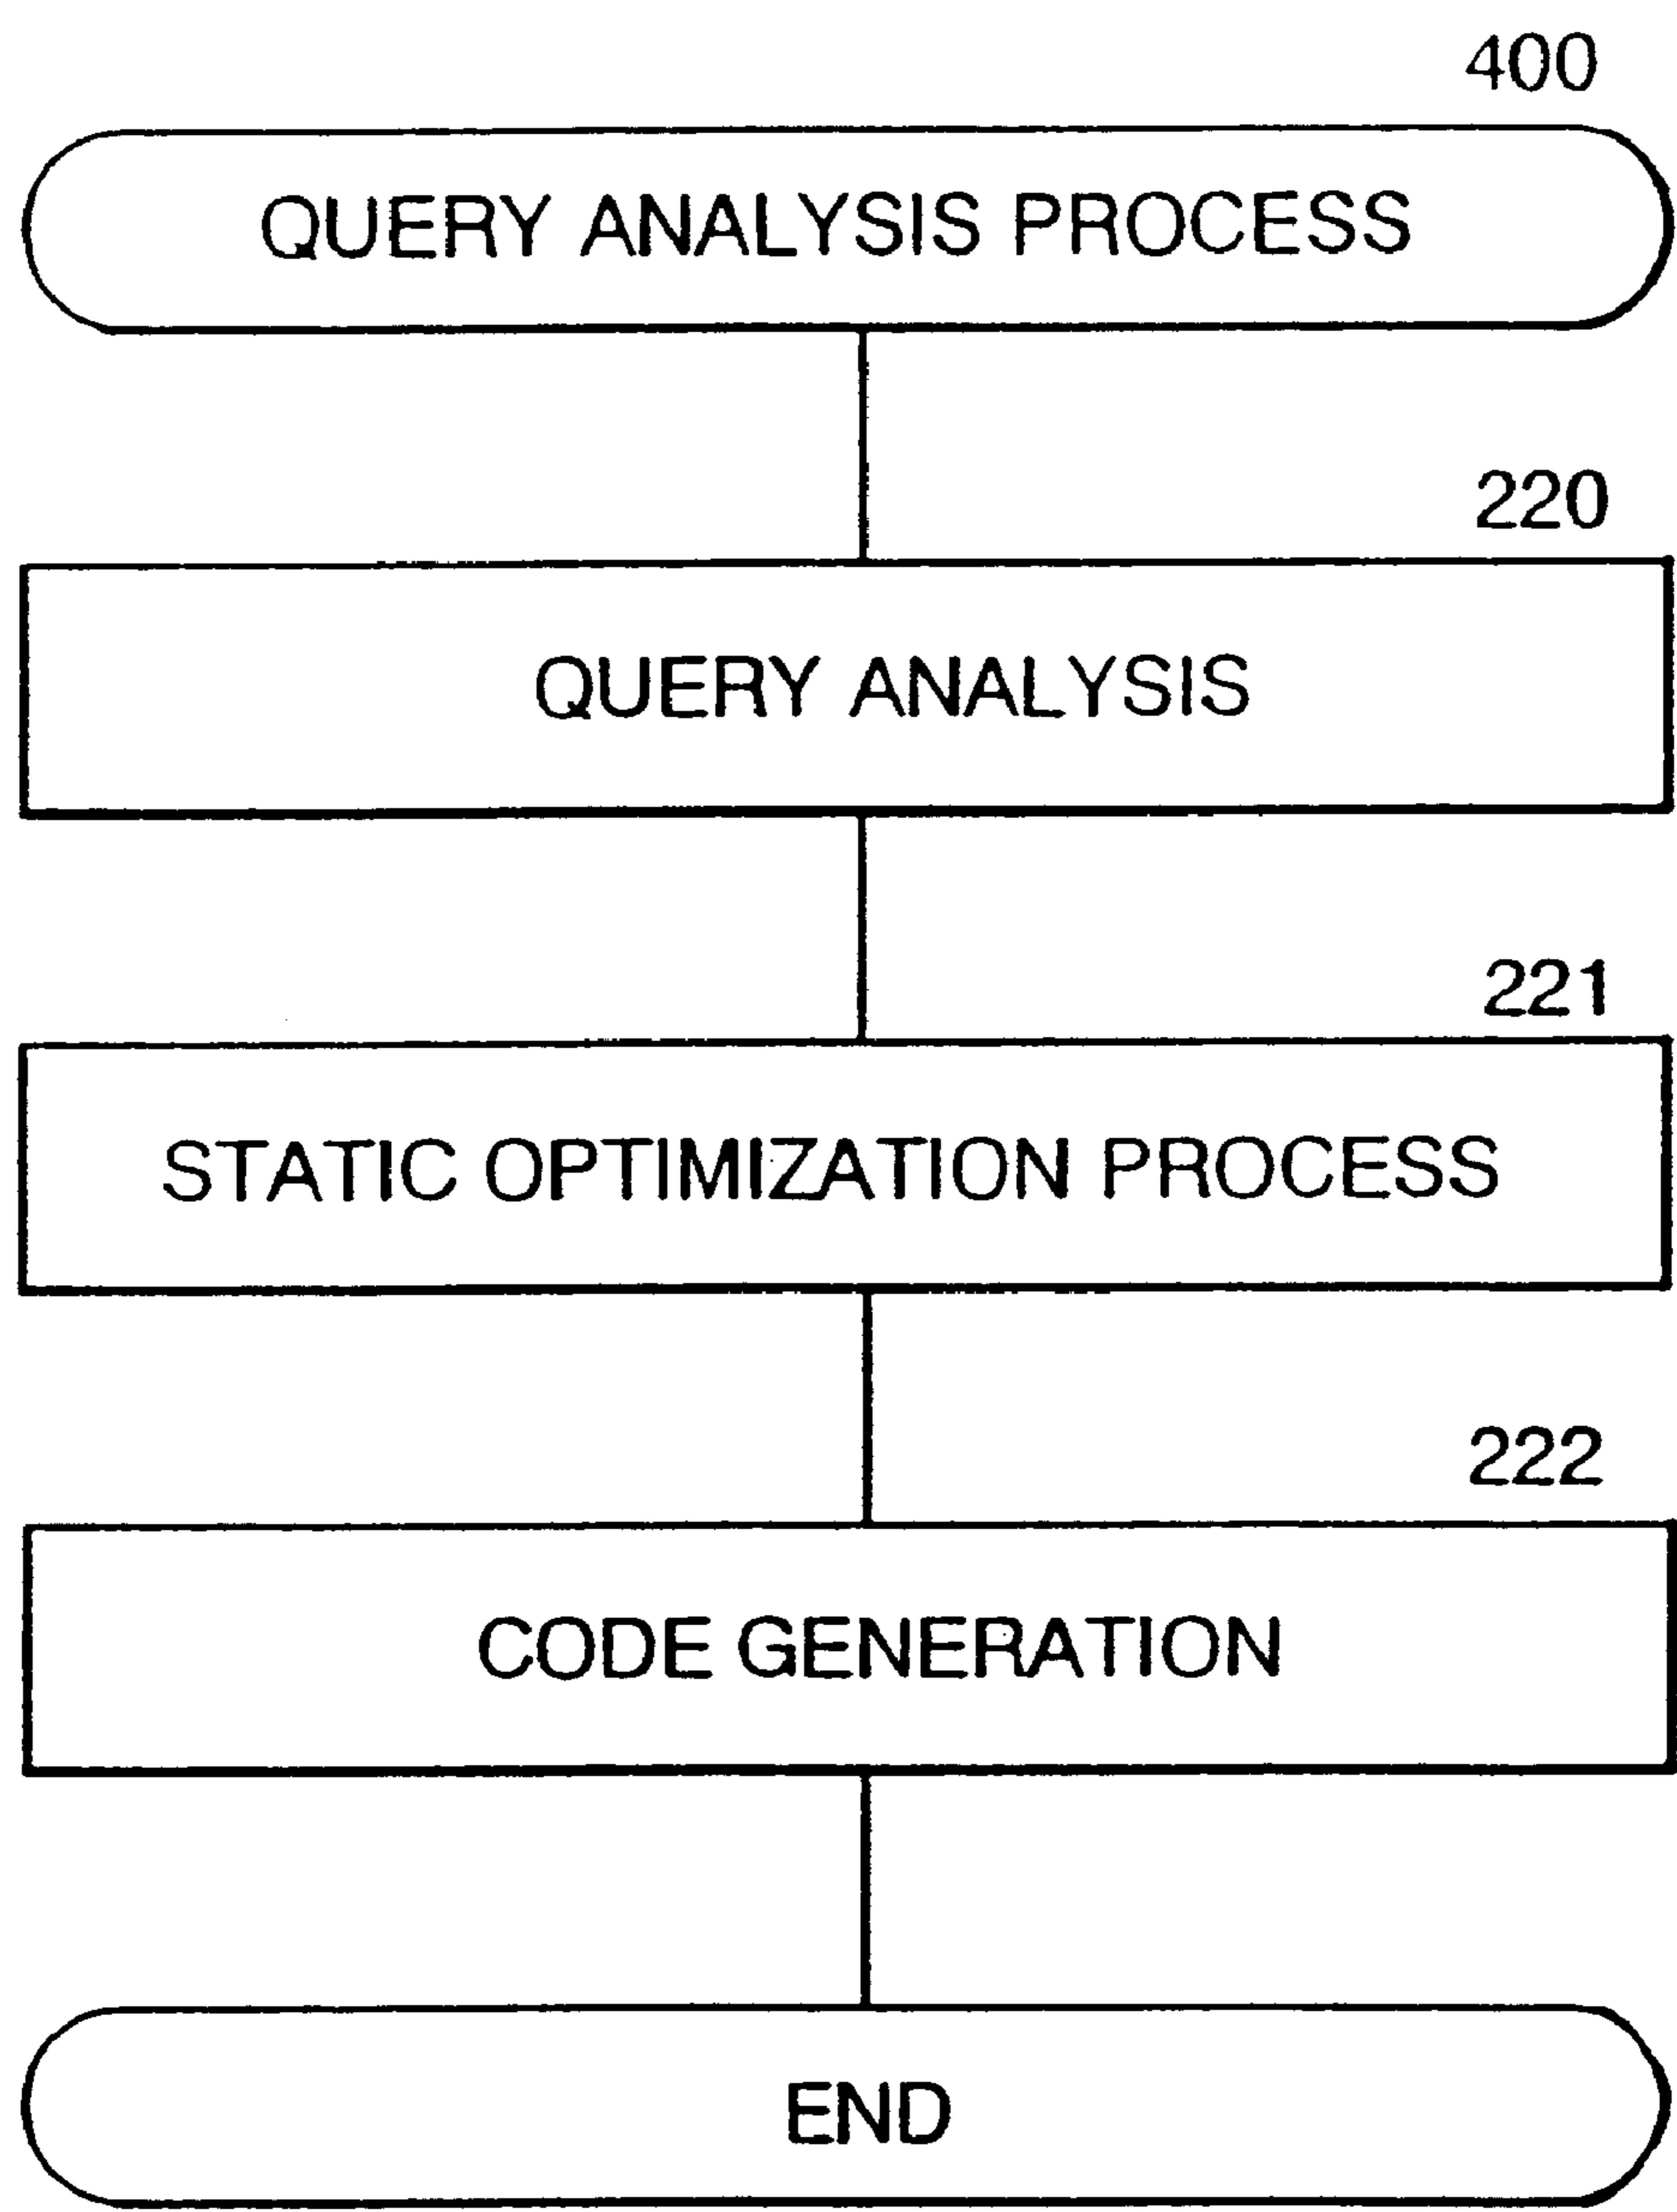 400
QUERY ANALYSIS PROCESS
220
QUERY ANALYSIS
221
STATIC OPTIMIZATION PROCESS
222
CODE GENERATION
END